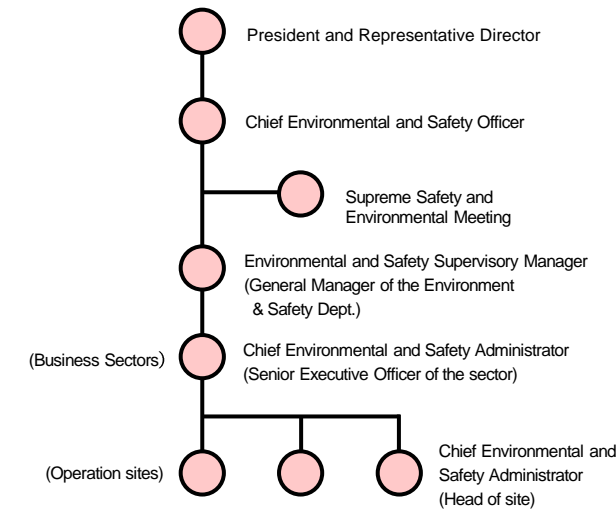 President and Representative Director
Chief Environmental and Safety Officer
Supreme Safety and
Environmental Meeting
Environmental and Safety Supervisory Manager
(General Manager of the Environment
& Safety Dept.)
(Business Sectors)
Chief Environmental and Safety Administrator
(Senior Executive Officer of the sector)
(Operation sites)
Chief Environmental and
Safety Administrator
(Head of site)